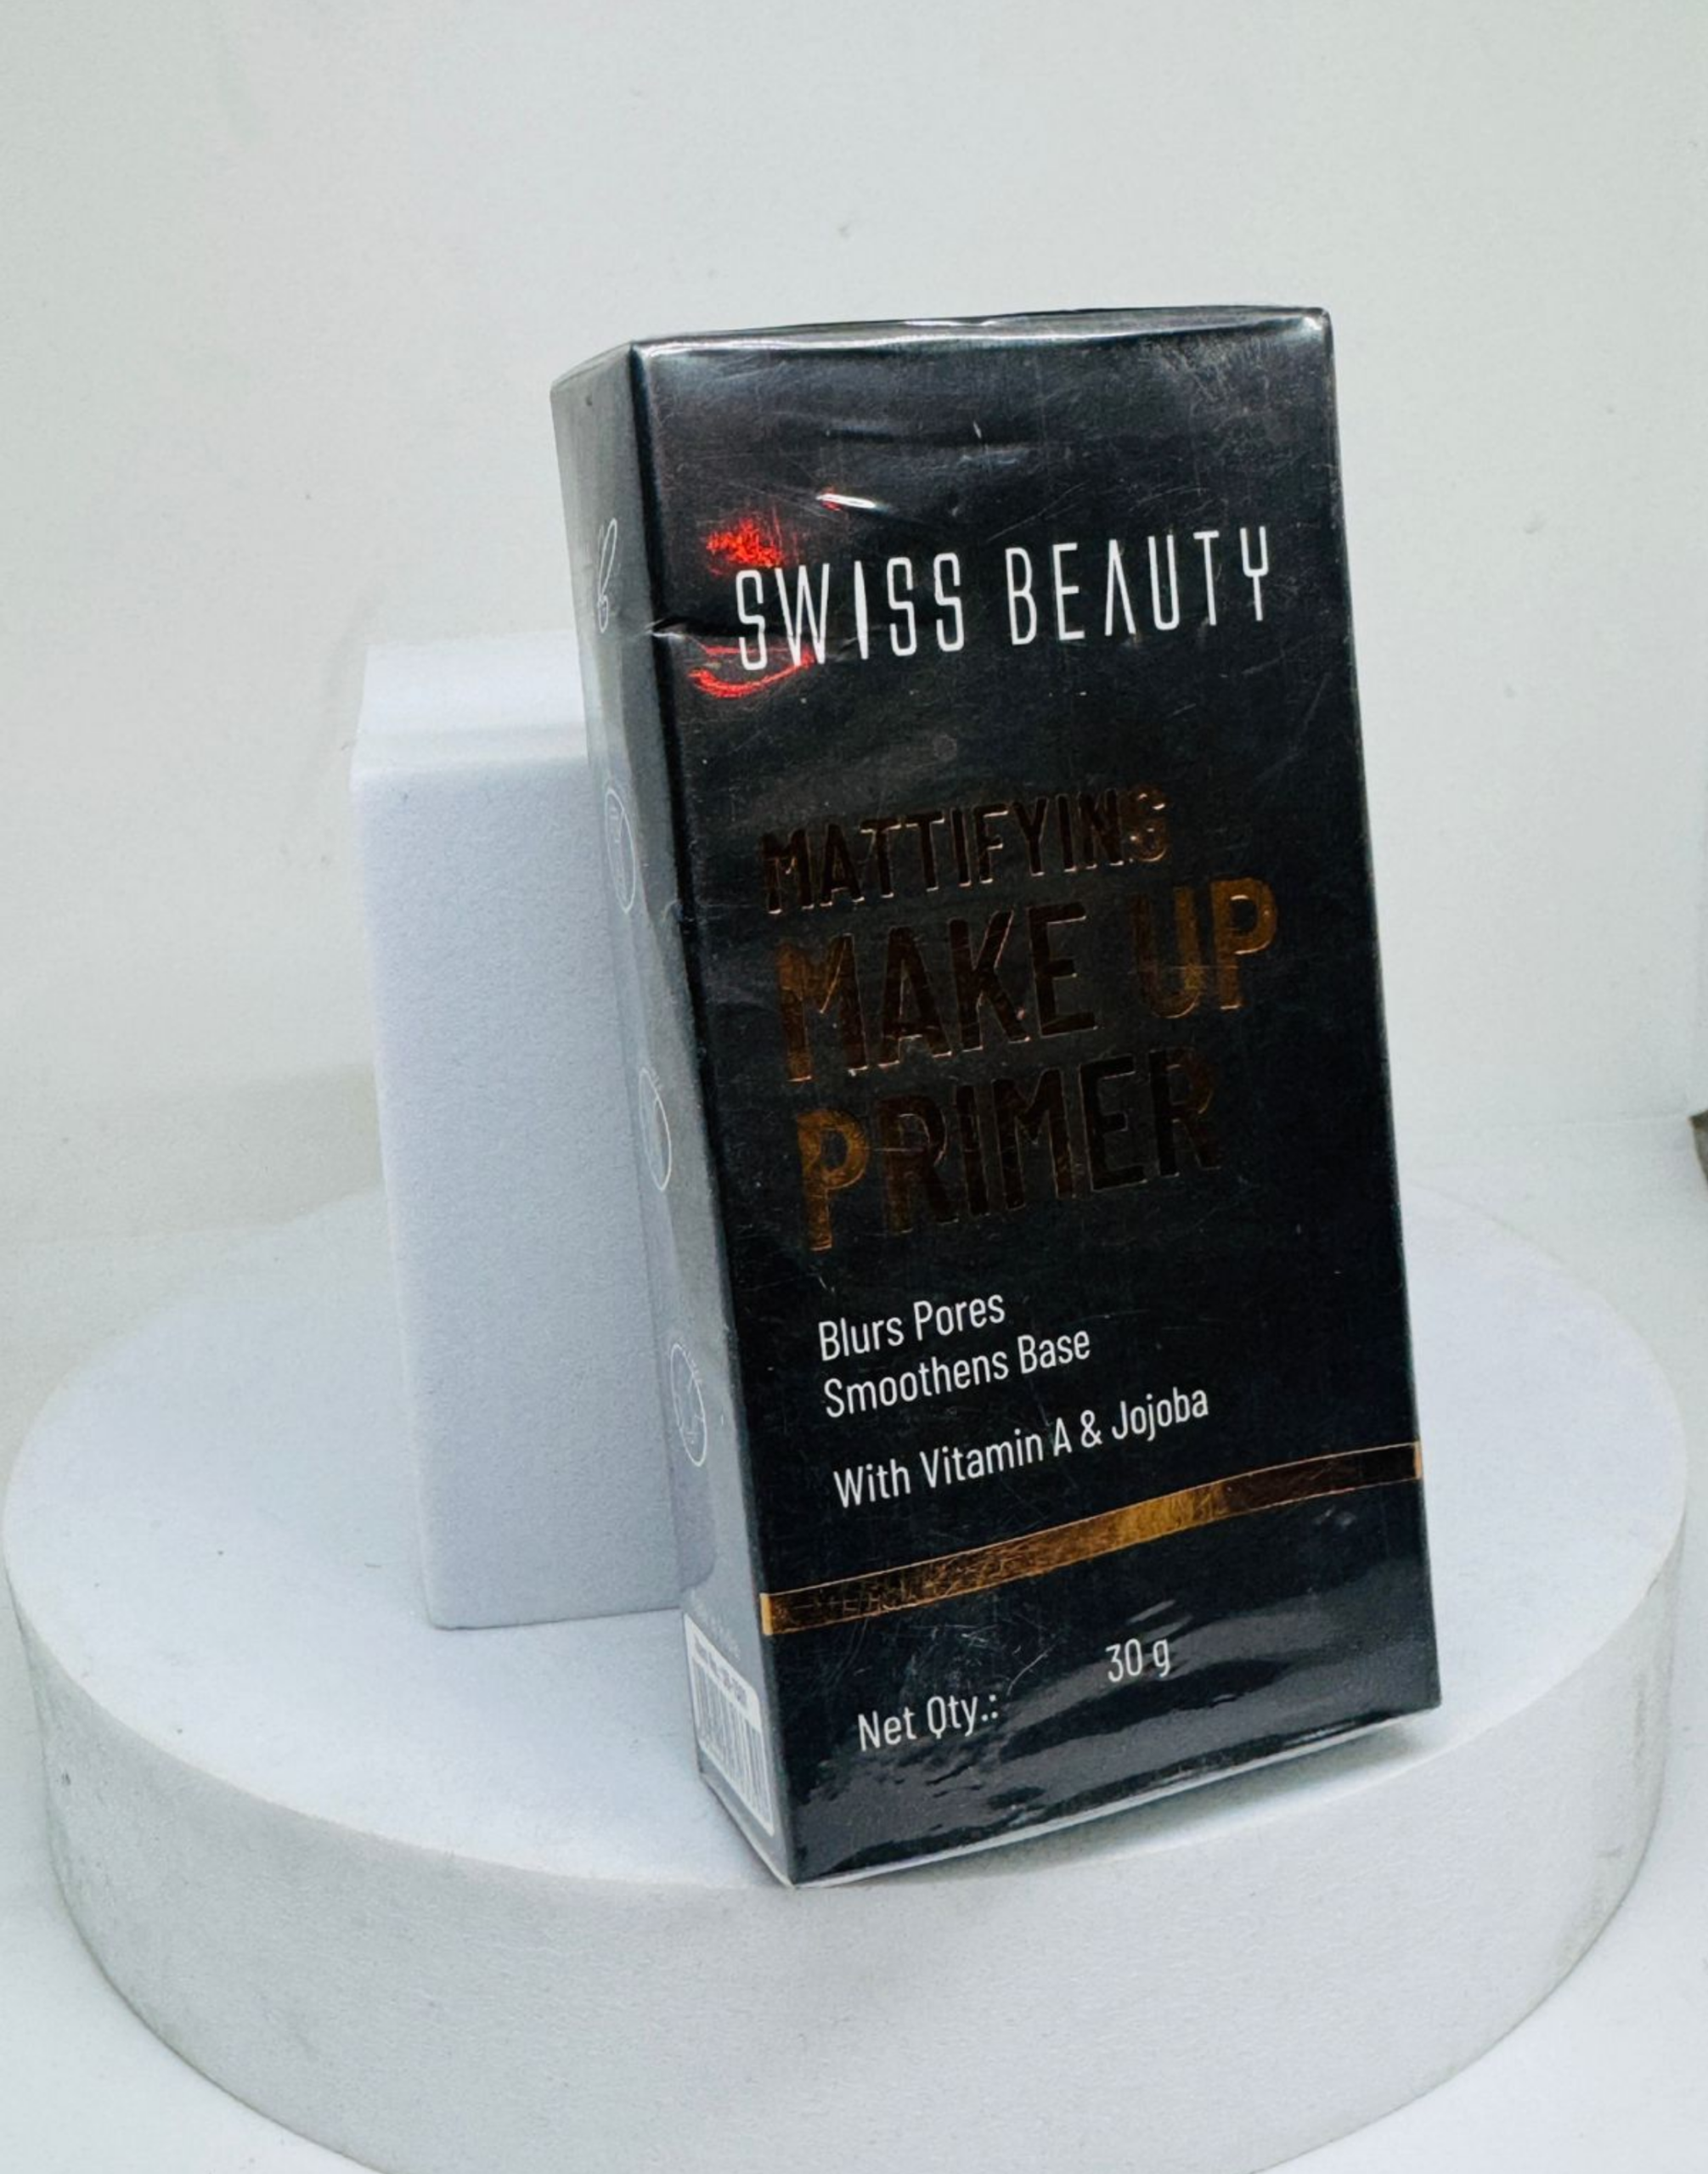 SWISS BEAUTY
MATTIFYING
MAKE UP
PRIMER
Blurs Pores
Smoothens Base
With Vitamin A & Jojoba
Net Qty.: 30 g